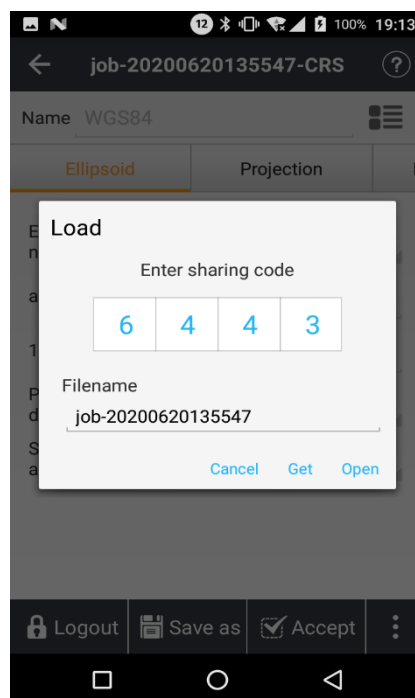 12 100% 19:13
job-20200620135547-CRS ?
Name WGS84
Ellipsoid Projection
E
n
Load
Enter sharing code
a
6 4 4 3
1
Filename
P
d
job-20200620135547
S
a
Cancel Get Open
Logout Save as Accept